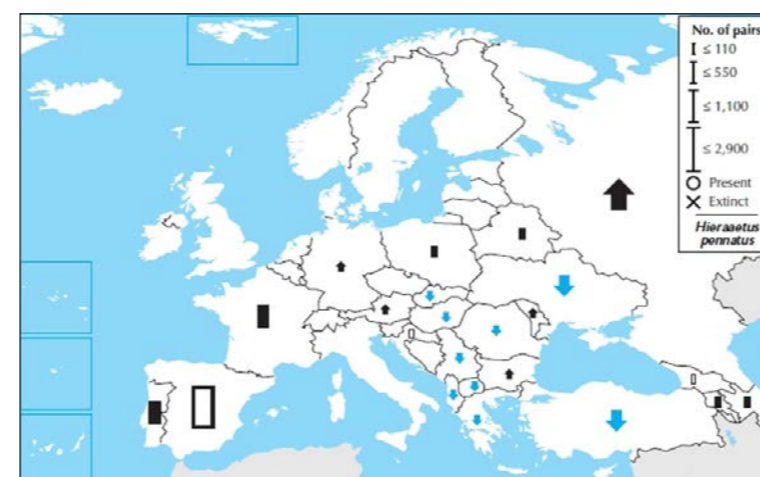 No. of pairs
≤ 110
≤ 550
≤ 1,100
≤ 2,900
Present
Extinct
Hieraaetus
pennatus